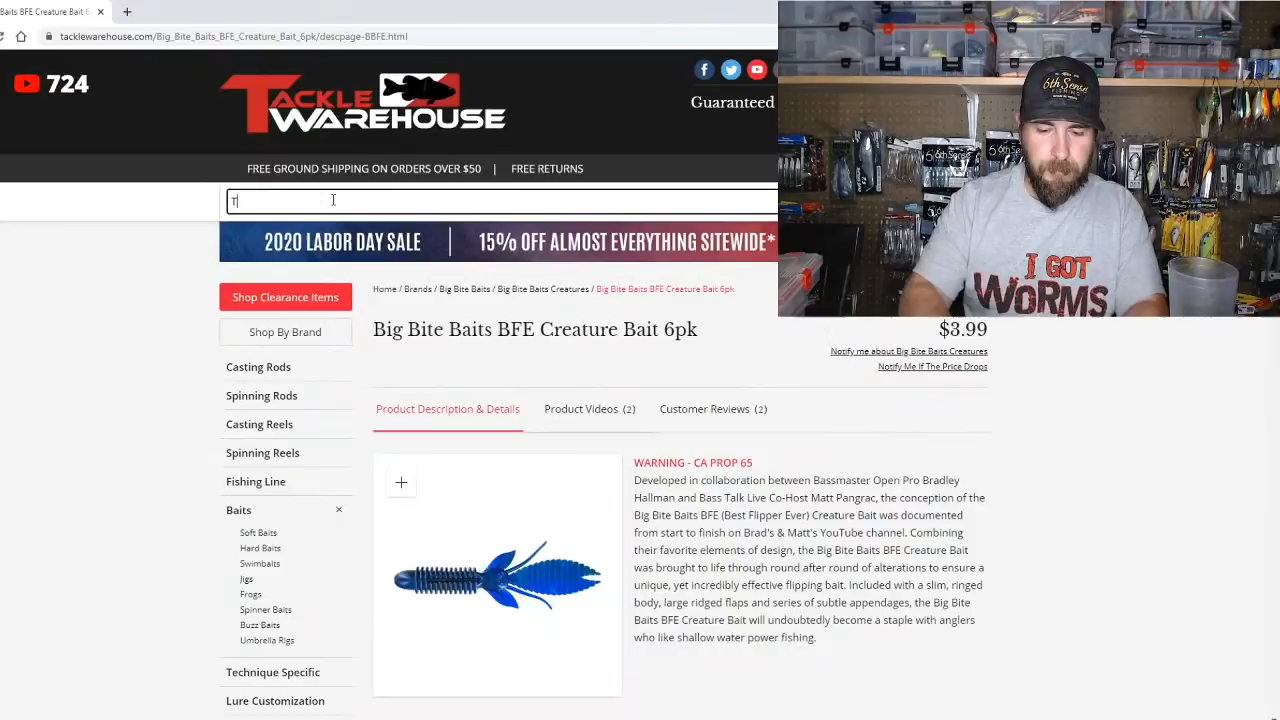 Baits BFE Creature Bait 6
tacklewarehouse.com/Big_Bite_Baits_BFE_Creature_Bait_6pk/descpage-BBFE.html
724
TACKLE
WAREHOUSE
Guaranteed
FREE GROUND SHIPPING ON ORDERS OVER $50 | FREE RETURNS
T
2020 LABOR DAY SALE | 15% OFF ALMOST EVERYTHING SITEWIDE*
Shop Clearance Items
Shop By Brand
Casting Rods
Spinning Rods
Casting Reels
Spinning Reels
Fishing Line
Baits
Soft Baits
Hard Baits
Swimbaits
Jigs
Frogs
Spinner Baits
Buzz Baits
Umbrella Rigs
Technique Specific
Lure Customization
Home / Brands / Big Bite Baits / Big Bite Baits Creatures / Big Bite Baits BFE Creature Bait 6pk
Big Bite Baits BFE Creature Bait 6pk
$3.99
Notify me about Big Bite Baits Creatures
Notify Me If The Price Drops
Product Description & Details
Product Videos (2)
Customer Reviews (2)
WARNING - CA PROP 65
Developed in collaboration between Bassmaster Open Pro Bradley
Hallman and Bass Talk Live Co-Host Matt Pangrac, the conception of the
Big Bite Baits BFE (Best Flipper Ever) Creature Bait was documented
from start to finish on Brad's & Matt's YouTube channel. Combining
their favorite elements of design, the Big Bite Baits BFE Creature Bait
was brought to life through round after round of alterations to ensure a
unique, yet incredibly effective flipping bait. Included with a slim, ringed
body, large ridged flaps and series of subtle appendages, the Big Bite
Baits BFE Creature Bait will undoubtedly become a staple with anglers
who like shallow water power fishing.
6th Sense
FISHING
I GOT
WORMS
6th Sense
6th Sense